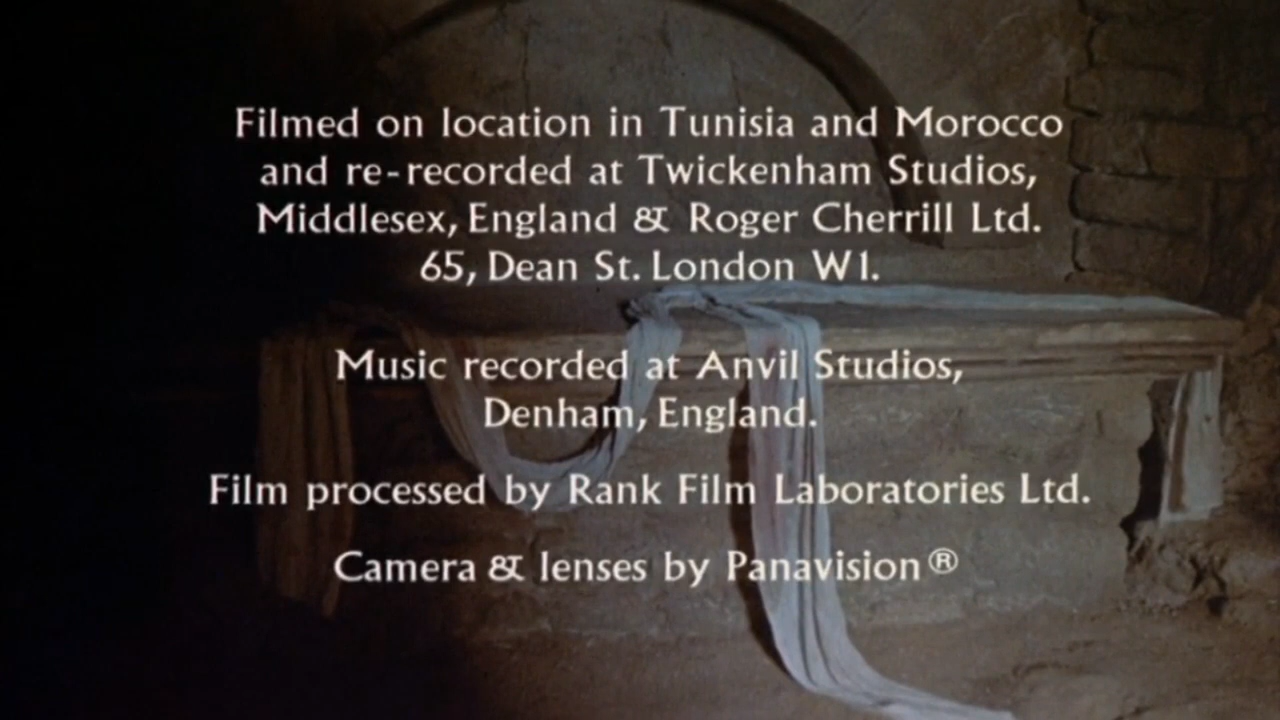 Filmed on location in Tunisia and Morocco
and re-recorded at Twickenham Studios,
Middlesex, England & Roger Cherrill Ltd.
65, Dean St. London W1.
Music recorded at Anvil Studios,
Denham, England.
Film processed by Rank Film Laboratories Ltd.
Camera & lenses by Panavision®